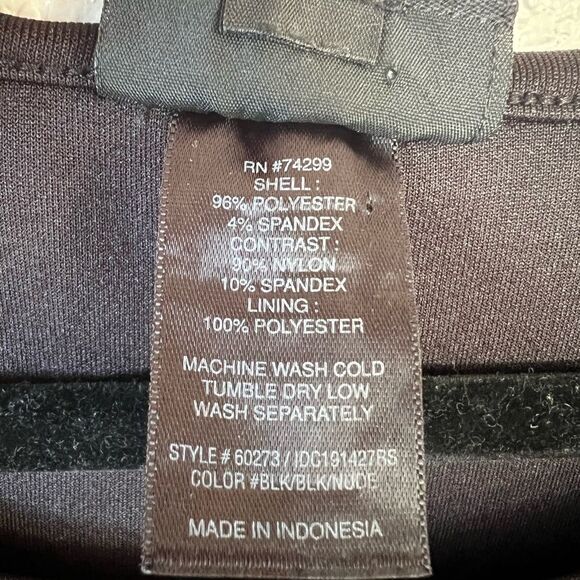 RN #74299
SHELL :
96% POLYESTER
4% SPANDEX
CONTRAST :
90% NYLON
10% SPANDEX
LINING :
100% POLYESTER
MACHINE WASH COLD
TUMBLE DRY LOW
WASH SEPARATELY
STYLE # 60273 / IDC191427RS
COLOR #BLK/BLK/NUDE
MADE IN INDONESIA